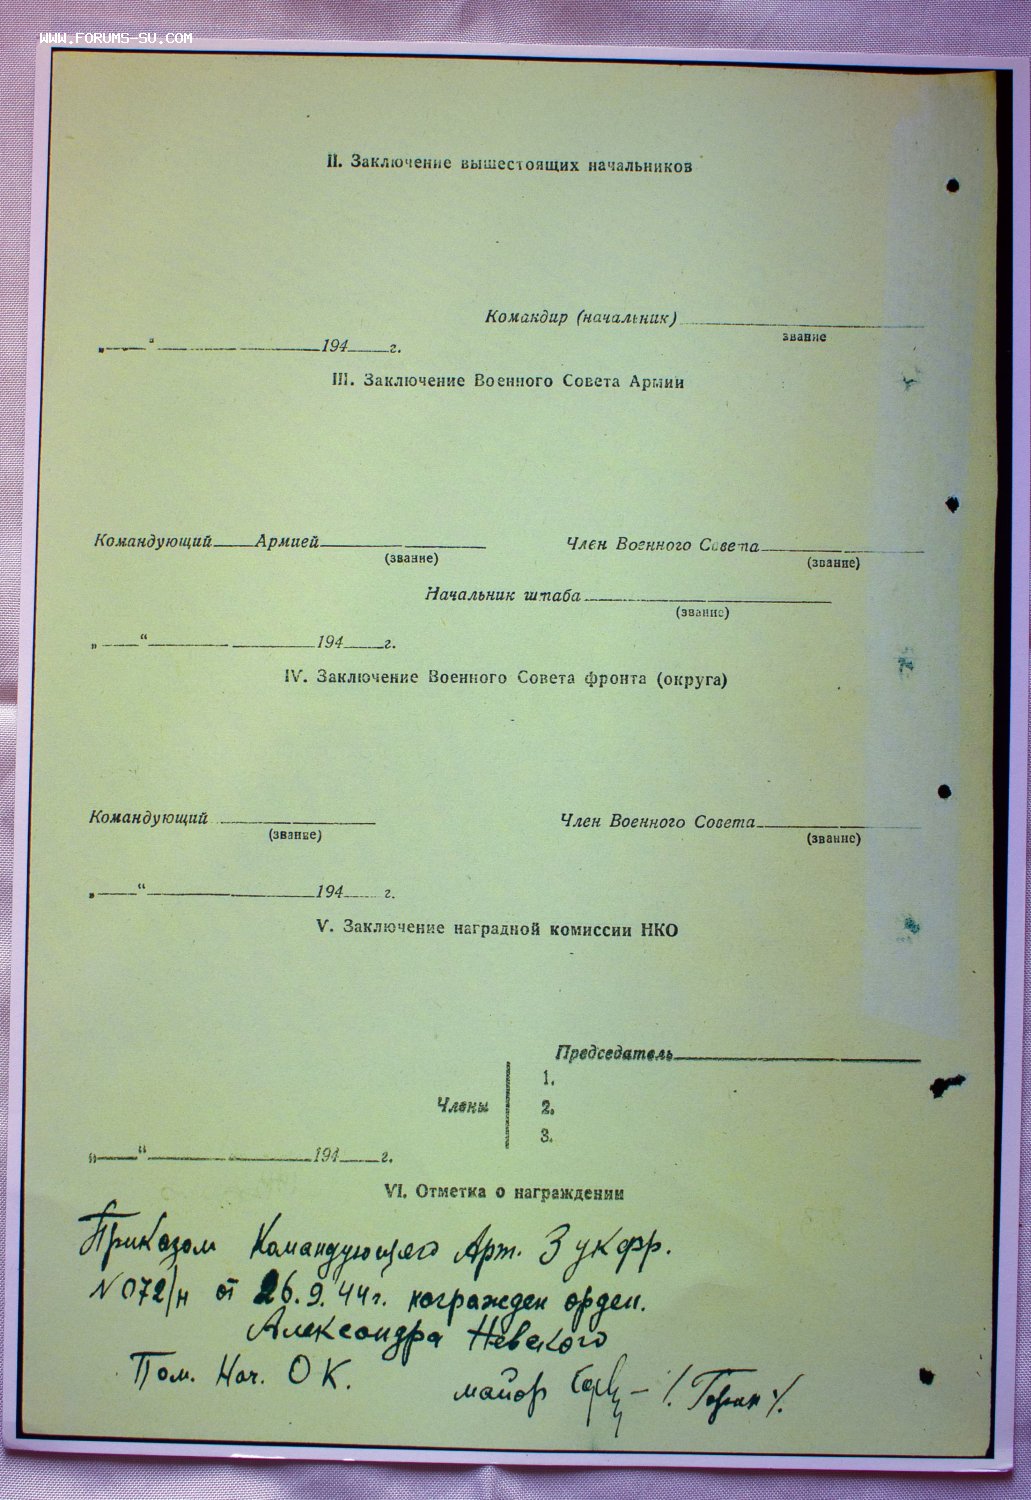 WWW.FORUMS-SU.COM
II. Заключение вышестоящих начальников
Командир (начальник)
звание
„ “ 194 г.
III. Заключение Военного Совета Армии
Командующий Армией Член Военного Совета
(звание) (звание)
Начальник штаба
(звание)
„ “ 194 г.
IV. Заключение Военного Совета фронта (округа)
Командующий Член Военного Совета
(звание) (звание)
„ “ 194 г.
V. Заключение наградной комиссии НКО
Председатель
1.
Члены 2.
3.
„ “ 194 г.
VI. Отметка о награждении
Приказом Командующего Арт. 3 укрфр.
N 072/н от 26.9.44г. награжден орден.
Александра Невского
Пом. Нач. ОК.
майор